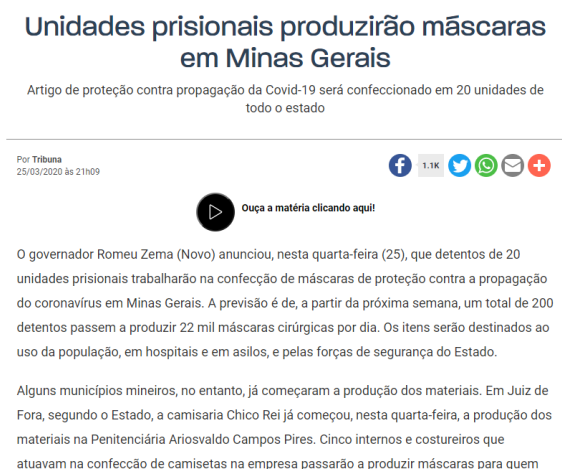 Unidades prisionais produzirão máscaras
em Minas Gerais
Artigo de proteção contra propagação da Covid-19 será confeccionado em 20 unidades de
todo o estado
Por Tribuna
25/03/2020 às 21h09
1.1K
Ouça a matéria clicando aqui!
O governador Romeu Zema (Novo) anunciou, nesta quarta-feira (25), que detentos de 20
unidades prisionais trabalharão na confecção de máscaras de proteção contra a propagação
do coronavírus em Minas Gerais. A previsão é de, a partir da próxima semana, um total de 200
detentos passem a produzir 22 mil máscaras cirúrgicas por dia. Os itens serão destinados ao
uso da população, em hospitais e em asilos, e pelas forças de segurança do Estado.
Alguns municípios mineiros, no entanto, já começaram a produção dos materiais. Em Juiz de
Fora, segundo o Estado, a camisaria Chico Rei já começou, nesta quarta-feira, a produção dos
materiais na Penitenciária Ariosvaldo Campos Pires. Cinco internos e costureiros que
atuavam na confecção de camisetas na empresa passarão a produzir máscaras para quem